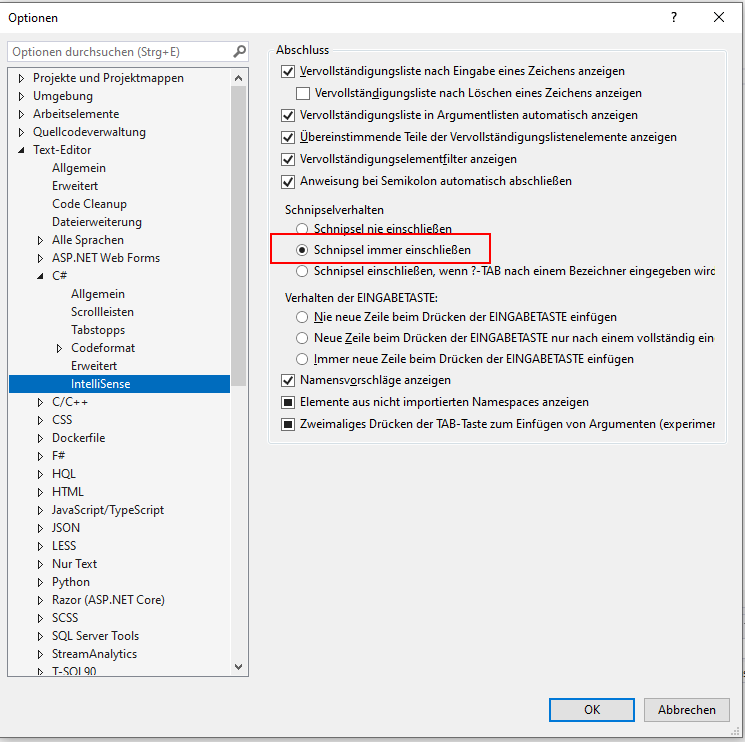 Optionen
?
Optionen durchsuchen (Strg+E)
Projekte und Projektmappen
Umgebung
Arbeitselemente
Quellcodeverwaltung
Text-Editor
Allgemein
Erweitert
Code Cleanup
Dateierweiterung
Alle Sprachen
ASP.NET Web Forms
C#
Allgemein
Scrollleisten
Tabstopps
Codeformat
Erweitert
IntelliSense
C/C++
CSS
Dockerfile
F#
HQL
HTML
JavaScript/TypeScript
JSON
LESS
Nur Text
Python
Razor (ASP.NET Core)
SCSS
SQL Server Tools
StreamAnalytics
T-SQL90
Abschluss
Vervollständigungsliste nach Eingabe eines Zeichens anzeigen
Vervollständigungsliste nach Löschen eines Zeichens anzeigen
Vervollständigungsliste in Argumentlisten automatisch anzeigen
Übereinstimmende Teile der Vervollständigungslistenelemente anzeigen
Vervollständigungselementfilter anzeigen
Anweisung bei Semikolon automatisch abschließen
Schnipselverhalten
Schnipsel nie einschließen
Schnipsel immer einschließen
Schnipsel einschließen, wenn ?-TAB nach einem Bezeichner eingegeben wird
Verhalten der EINGABETASTE:
Nie neue Zeile beim Drücken der EINGABETASTE einfügen
Neue Zeile beim Drücken der EINGABETASTE nur nach einem vollständig ein
Immer neue Zeile beim Drücken der EINGABETASTE einfügen
Namensvorschläge anzeigen
Elemente aus nicht importierten Namespaces anzeigen
Zweimaliges Drücken der TAB-Taste zum Einfügen von Argumenten (experimen
OK
Abbrechen